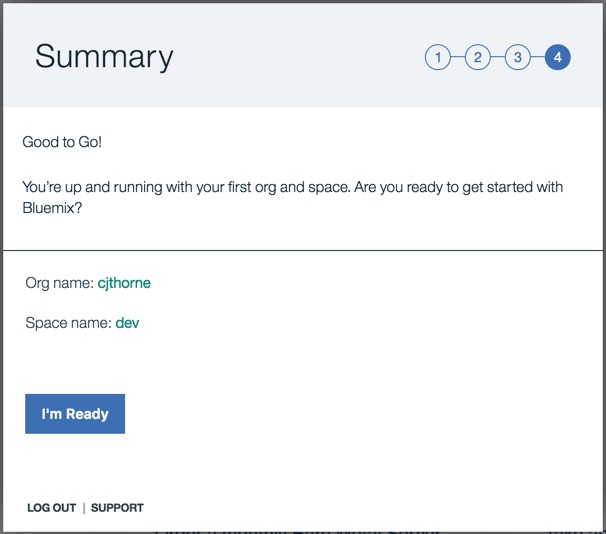 Summary
1 2 3 4
Good to Go!
You're up and running with your first org and space. Are you ready to get started with
Bluemix?
Org name: cjthorne
Space name: dev
I'm Ready
LOG OUT | SUPPORT